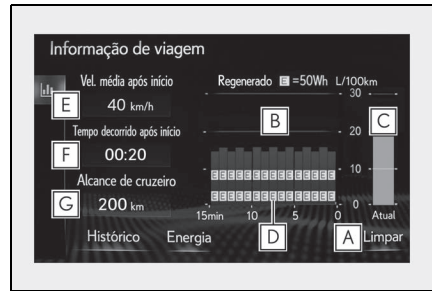 Informação de viagem
Vel. média após início
Regenerado E =50Wh L/100km
E
40 km/h
30
B
C
Tempo decorrido após início
20
F
00:20
Alcance de cruzeiro
10
G
200 km
E E E E E E E E E E E E E
E E E E E E E E E E E E E
0
15min 10 5 0 Atual
D
A
Histórico Energia Limpar